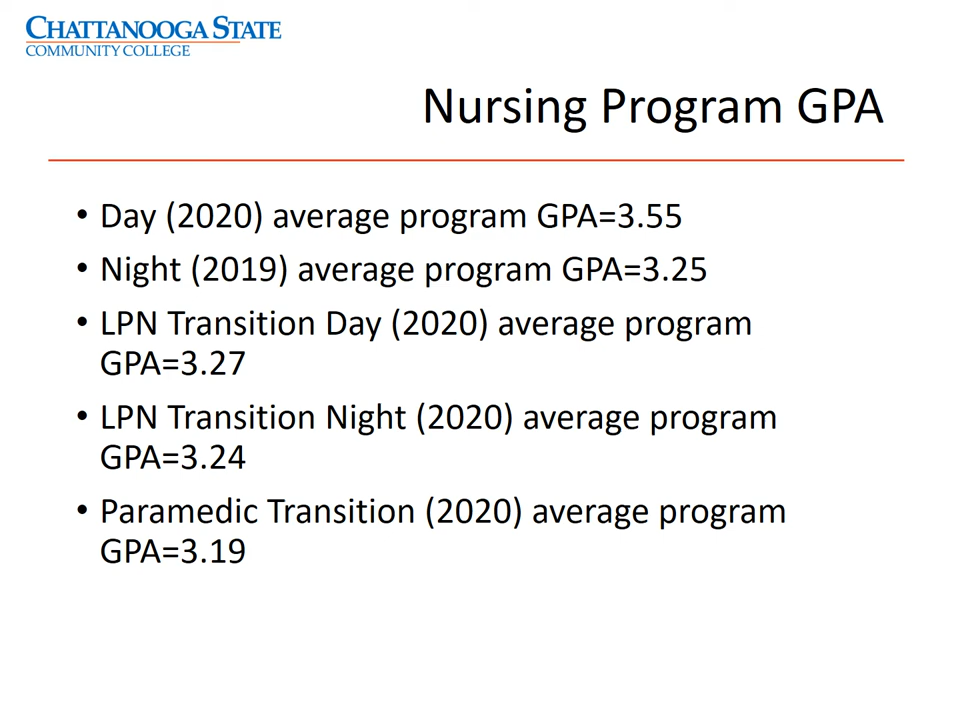 CHATTANOOGA STATE
COMMUNITY COLLEGE
Nursing Program GPA
• Day (2020) average program GPA=3.55
• Night (2019) average program GPA=3.25
• LPN Transition Day (2020) average program
GPA=3.27
• LPN Transition Night (2020) average program
GPA=3.24
• Paramedic Transition (2020) average program
GPA=3.19